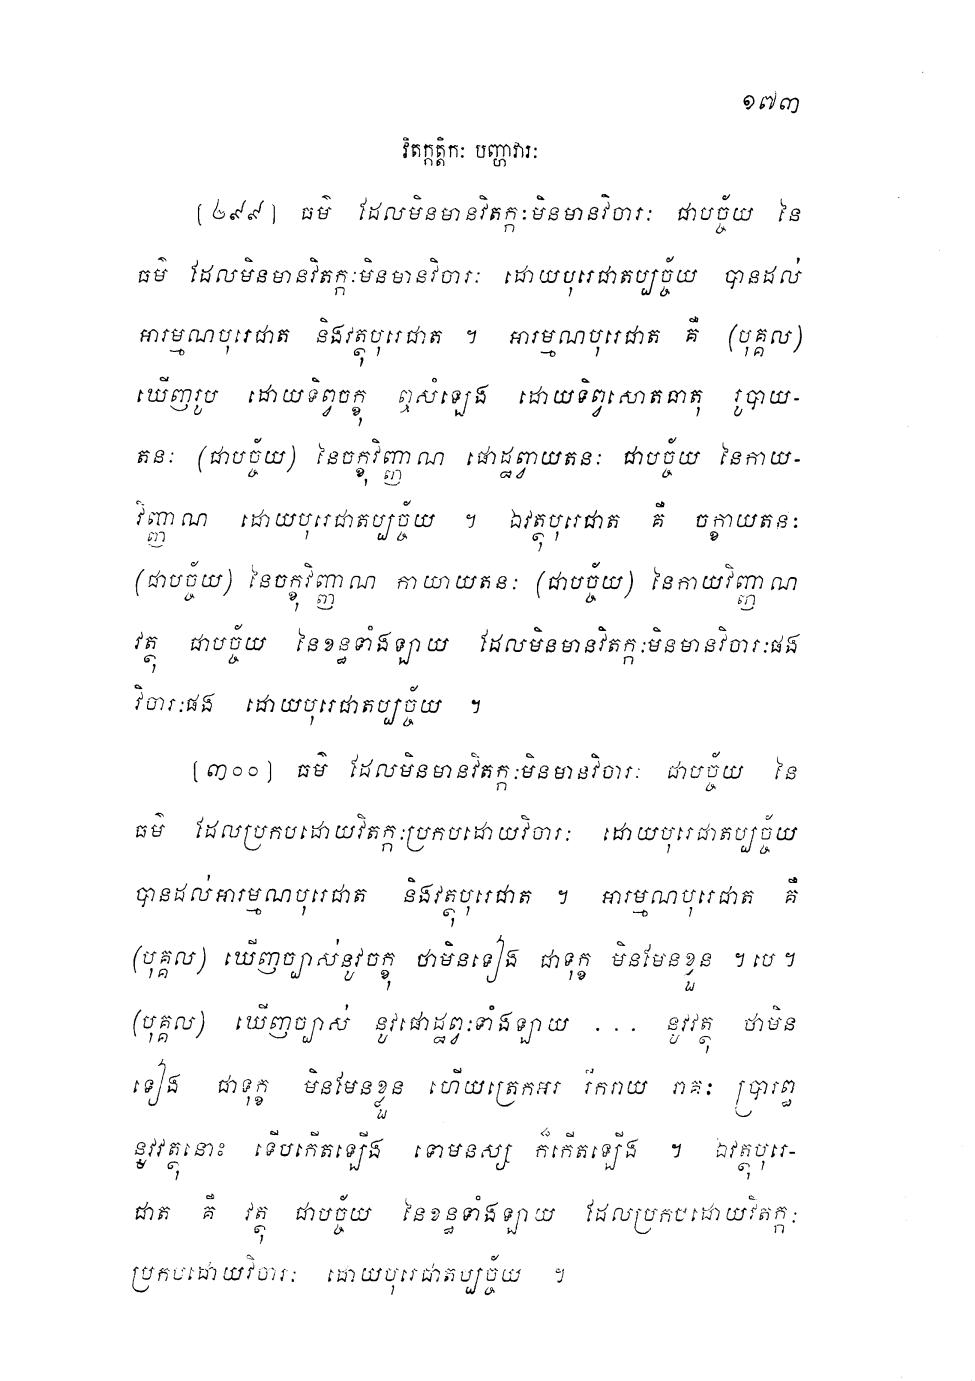 ១៧៣
វិតក្កត្តិកៈ បញ្ហាវារៈ
[២៩៩] ធម៌ ដែលមិនមានវិតក្កៈមិនមានវិចារៈ ជាបច្ច័យ នៃ
ធម៌ ដែលមិនមានវិតក្កៈមិនមានវិចារៈ ដោយបុរេជាតប្បច្ច័យ បានដល់
អារម្មណបុរេជាត និងវត្ថុបុរេជាត ។ អារម្មណបុរេជាត គឺ (បុគ្គល)
ឃើញរូប ដោយទិព្វចក្ខុ ឮសំឡេង ដោយទិព្វសោតធាតុ រូបាយ-
តនៈ (ជាបច្ច័យ) នៃចក្ខុវិញ្ញាណ ផោដ្ឋព្វាយតនៈ ជាបច្ច័យ នៃកាយ-
វិញ្ញាណ ដោយបុរេជាតប្បច្ច័យ ។ ឯវត្ថុបុរេជាត គឺ ចក្ខាយតនៈ
(ជាបច្ច័យ) នៃចក្ខុវិញ្ញាណ កាយាយតនៈ (ជាបច្ច័យ) នៃកាយវិញ្ញាណ
វត្ថុ ជាបច្ច័យ នៃខន្ធទាំងឡាយ ដែលមិនមានវិតក្កៈមិនមានវិចារៈផង
វិចារៈផង ដោយបុរេជាតប្បច្ច័យ ។
[៣០០] ធម៌ ដែលមិនមានវិតក្កៈមិនមានវិចារៈ ជាបច្ច័យ នៃ
ធម៌ ដែលប្រកបដោយវិតក្កៈប្រកបដោយវិចារៈ ដោយបុរេជាតប្បច្ច័យ
បានដល់អារម្មណបុរេជាត និងវត្ថុបុរេជាត ។ អារម្មណបុរេជាត គឺ
(បុគ្គល) ឃើញច្បាស់នូវចក្ខុ ថាមិនទៀង ជាទុក្ខ មិនមែនខ្លួន ។ បេ ។
(បុគ្គល) ឃើញច្បាស់ នូវផោដ្ឋព្វៈទាំងឡាយ ... នូវវត្ថុ ថាមិន
ទៀង ជាទុក្ខ មិនមែនខ្លួន ហើយត្រេកអរ រីករាយ រាគៈ ប្រារព្ធ
នូវវត្ថុនោះ ទើបកើតឡើង ទោមនស្ស ក៏កើតឡើង ។ ឯវត្ថុបុរេ-
ជាត គឺ វត្ថុ ជាបច្ច័យ នៃខន្ធទាំងឡាយ ដែលប្រកបដោយវិតក្កៈ
ប្រកបដោយវិចារៈ ដោយបុរេជាតប្បច្ច័យ ។